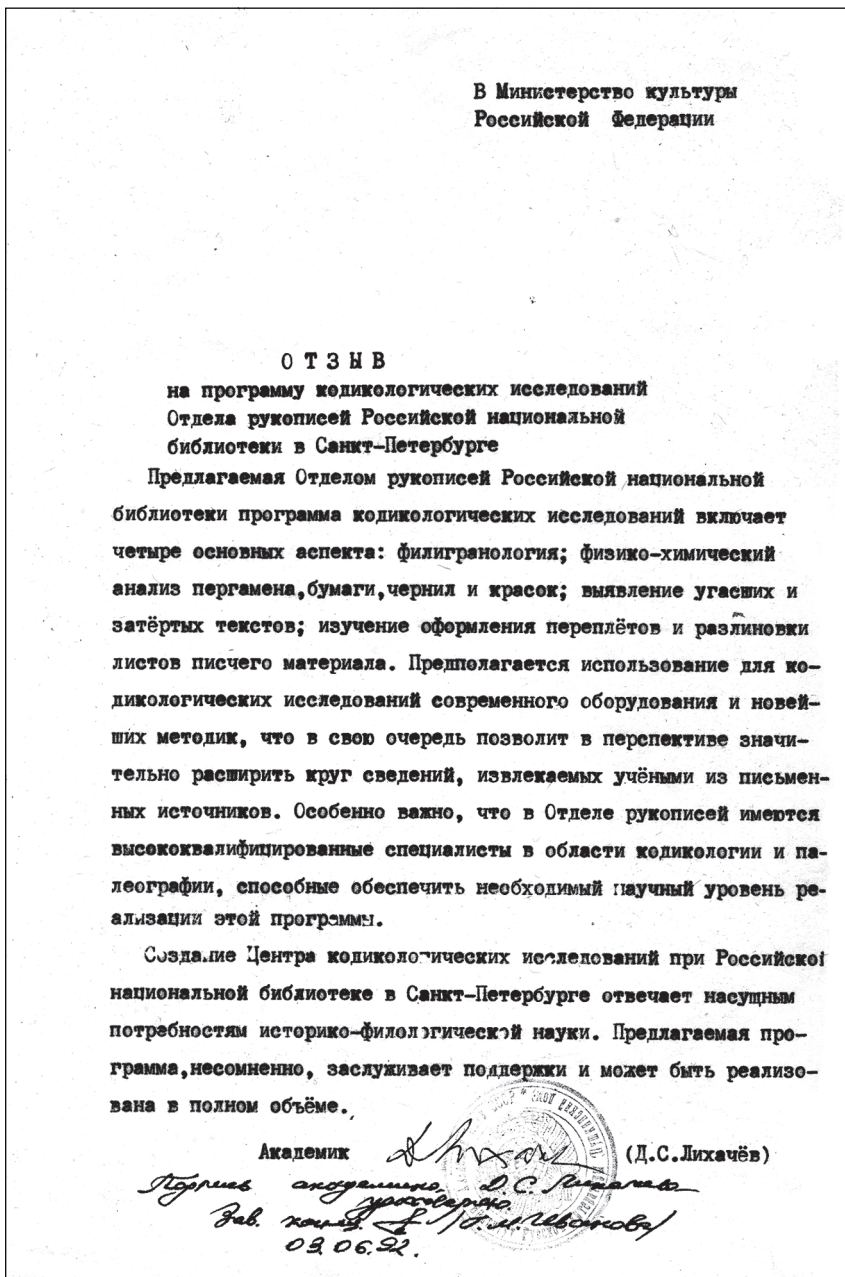 В Министерство культуры
Российской Федерации
ОТЗЫВ
на программу кодикологических исследований
Отдела рукописей Российской национальной
библиотеки в Санкт-Петербурге
Предлагаемая Отделом рукописей Российской национальной
библиотеки программа кодикологических исследований включает
четыре основных аспекта: филигранология; физико-химический
анализ пергамена,бумаги,чернил и красок; выявление угасших и
затёртых текстов; изучение оформления переплётов и разлиновки
листов писчего материала. Предполагается использование для ко-
дикологических исследований современного оборудования и новей-
ших методик, что в свою очередь позволит в перспективе значи-
тельно расширить круг сведений, извлекаемых учёными из письмен-
ных источников. Особенно важно, что в Отделе рукописей имеются
высококвалифицированные специалисты в области кодикологии и па-
леографии, способные обеспечить необходимый научный уровень ре-
ализации этой программы.
Создание Центра кодикологических исследований при Российской
национальной библиотеке в Санкт-Петербурге отвечает насущным
потребностям историко-филологической науки. Предлагаемая про-
грамма,несомненно, заслуживает поддержки и может быть реализо-
вана в полном объёме.
Академик (Д.С.Лихачёв)
Подпись академика Д.С. Лихачева
удостоверяю.
Зав. канц. /Г.М. Иванова/
09.06.92.